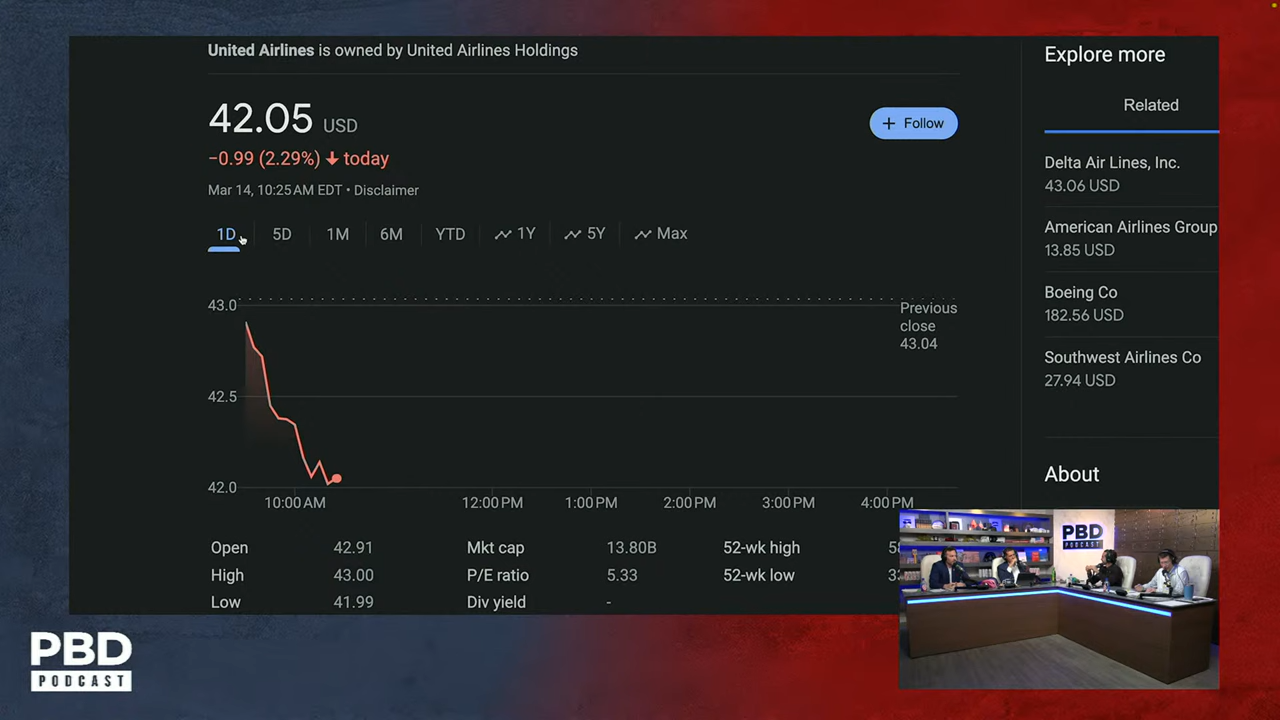 United Airlines is owned by United Airlines Holdings
42.05 USD
+ Follow
−0.99 (2.29%) ↓ today
Mar 14, 10:25 AM EDT • Disclaimer
1D 5D 1M 6M YTD 1Y 5Y Max
43.0
42.5
42.0
Previous
close
43.04
10:00 AM 12:00 PM 1:00 PM 2:00 PM 3:00 PM 4:00 PM
Open 42.91 Mkt cap 13.80B 52-wk high
High 43.00 P/E ratio 5.33 52-wk low
Low 41.99 Div yield -
Explore more
Related
Delta Air Lines, Inc.
43.06 USD
American Airlines Group
13.85 USD
Boeing Co
182.56 USD
Southwest Airlines Co
27.94 USD
About
PBD
PODCAST
PBD
PODCAST